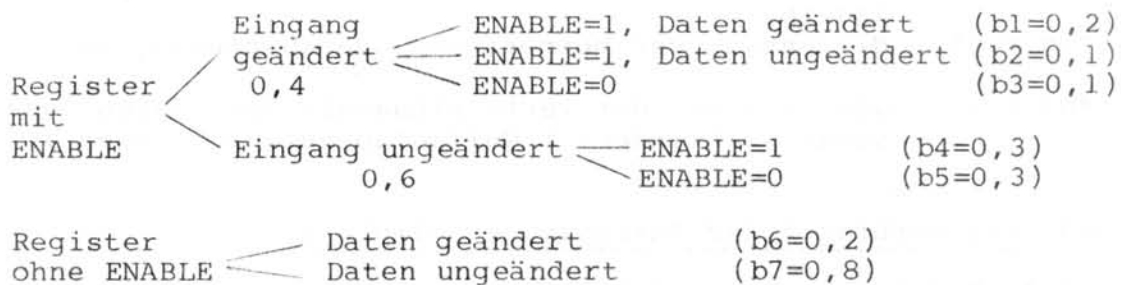 Eingang ENABLE=1, Daten geändert (b1=0,2)
geändert ENABLE=1, Daten ungeändert (b2=0,1)
Register 0,4 ENABLE=0 (b3=0,1)
mit
ENABLE Eingang ungeändert ENABLE=1 (b4=0,3)
0,6 ENABLE=0 (b5=0,3)
Register Daten geändert (b6=0,2)
ohne ENABLE Daten ungeändert (b7=0,8)